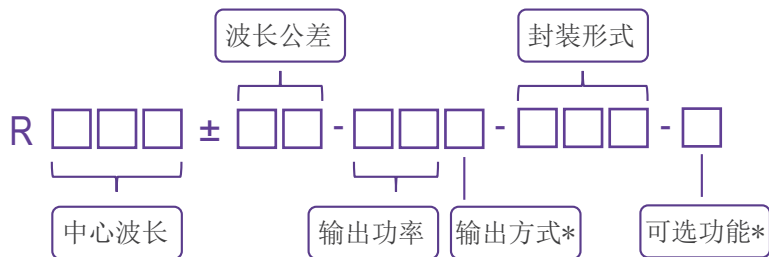 波长公差
封装形式
R □□□ ± □□ - □□□ - □□□ - □
中心波长
输出功率
输出方式*
可选功能*